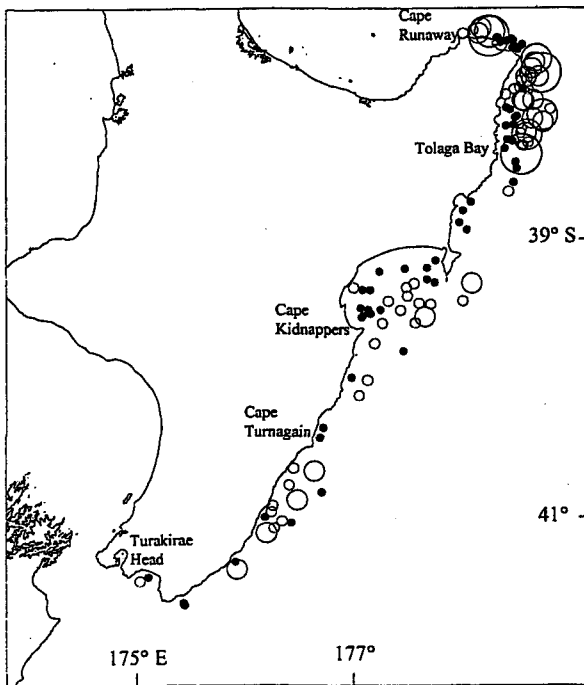 Cape
Runaway
Tolaga Bay
39° S
Cape
Kidnappers
Cape
Turnagain
41°
Turakirae
Head
175° E
177°